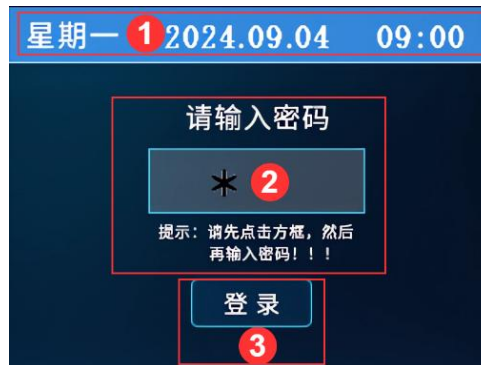 星期一 1 2024.09.04 09:00
请输入密码
* 2
提示：请先点击方框，然后
再输入密码！！！
登录
3